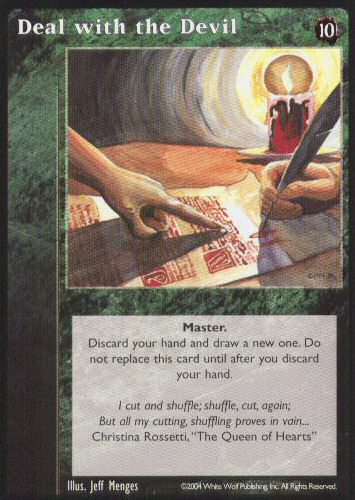 Deal with the Devil
10
Master.
Discard your hand and draw a new one. Do
not replace this card until after you discard
your hand.
I cut and shuffle; shuffle, cut, again;
But all my cutting, shuffling proves in vain...
Christina Rossetti, "The Queen of Hearts"
Illus. Jeff Menges
©2004 White Wolf Publishing, Inc. All Rights Reserved.